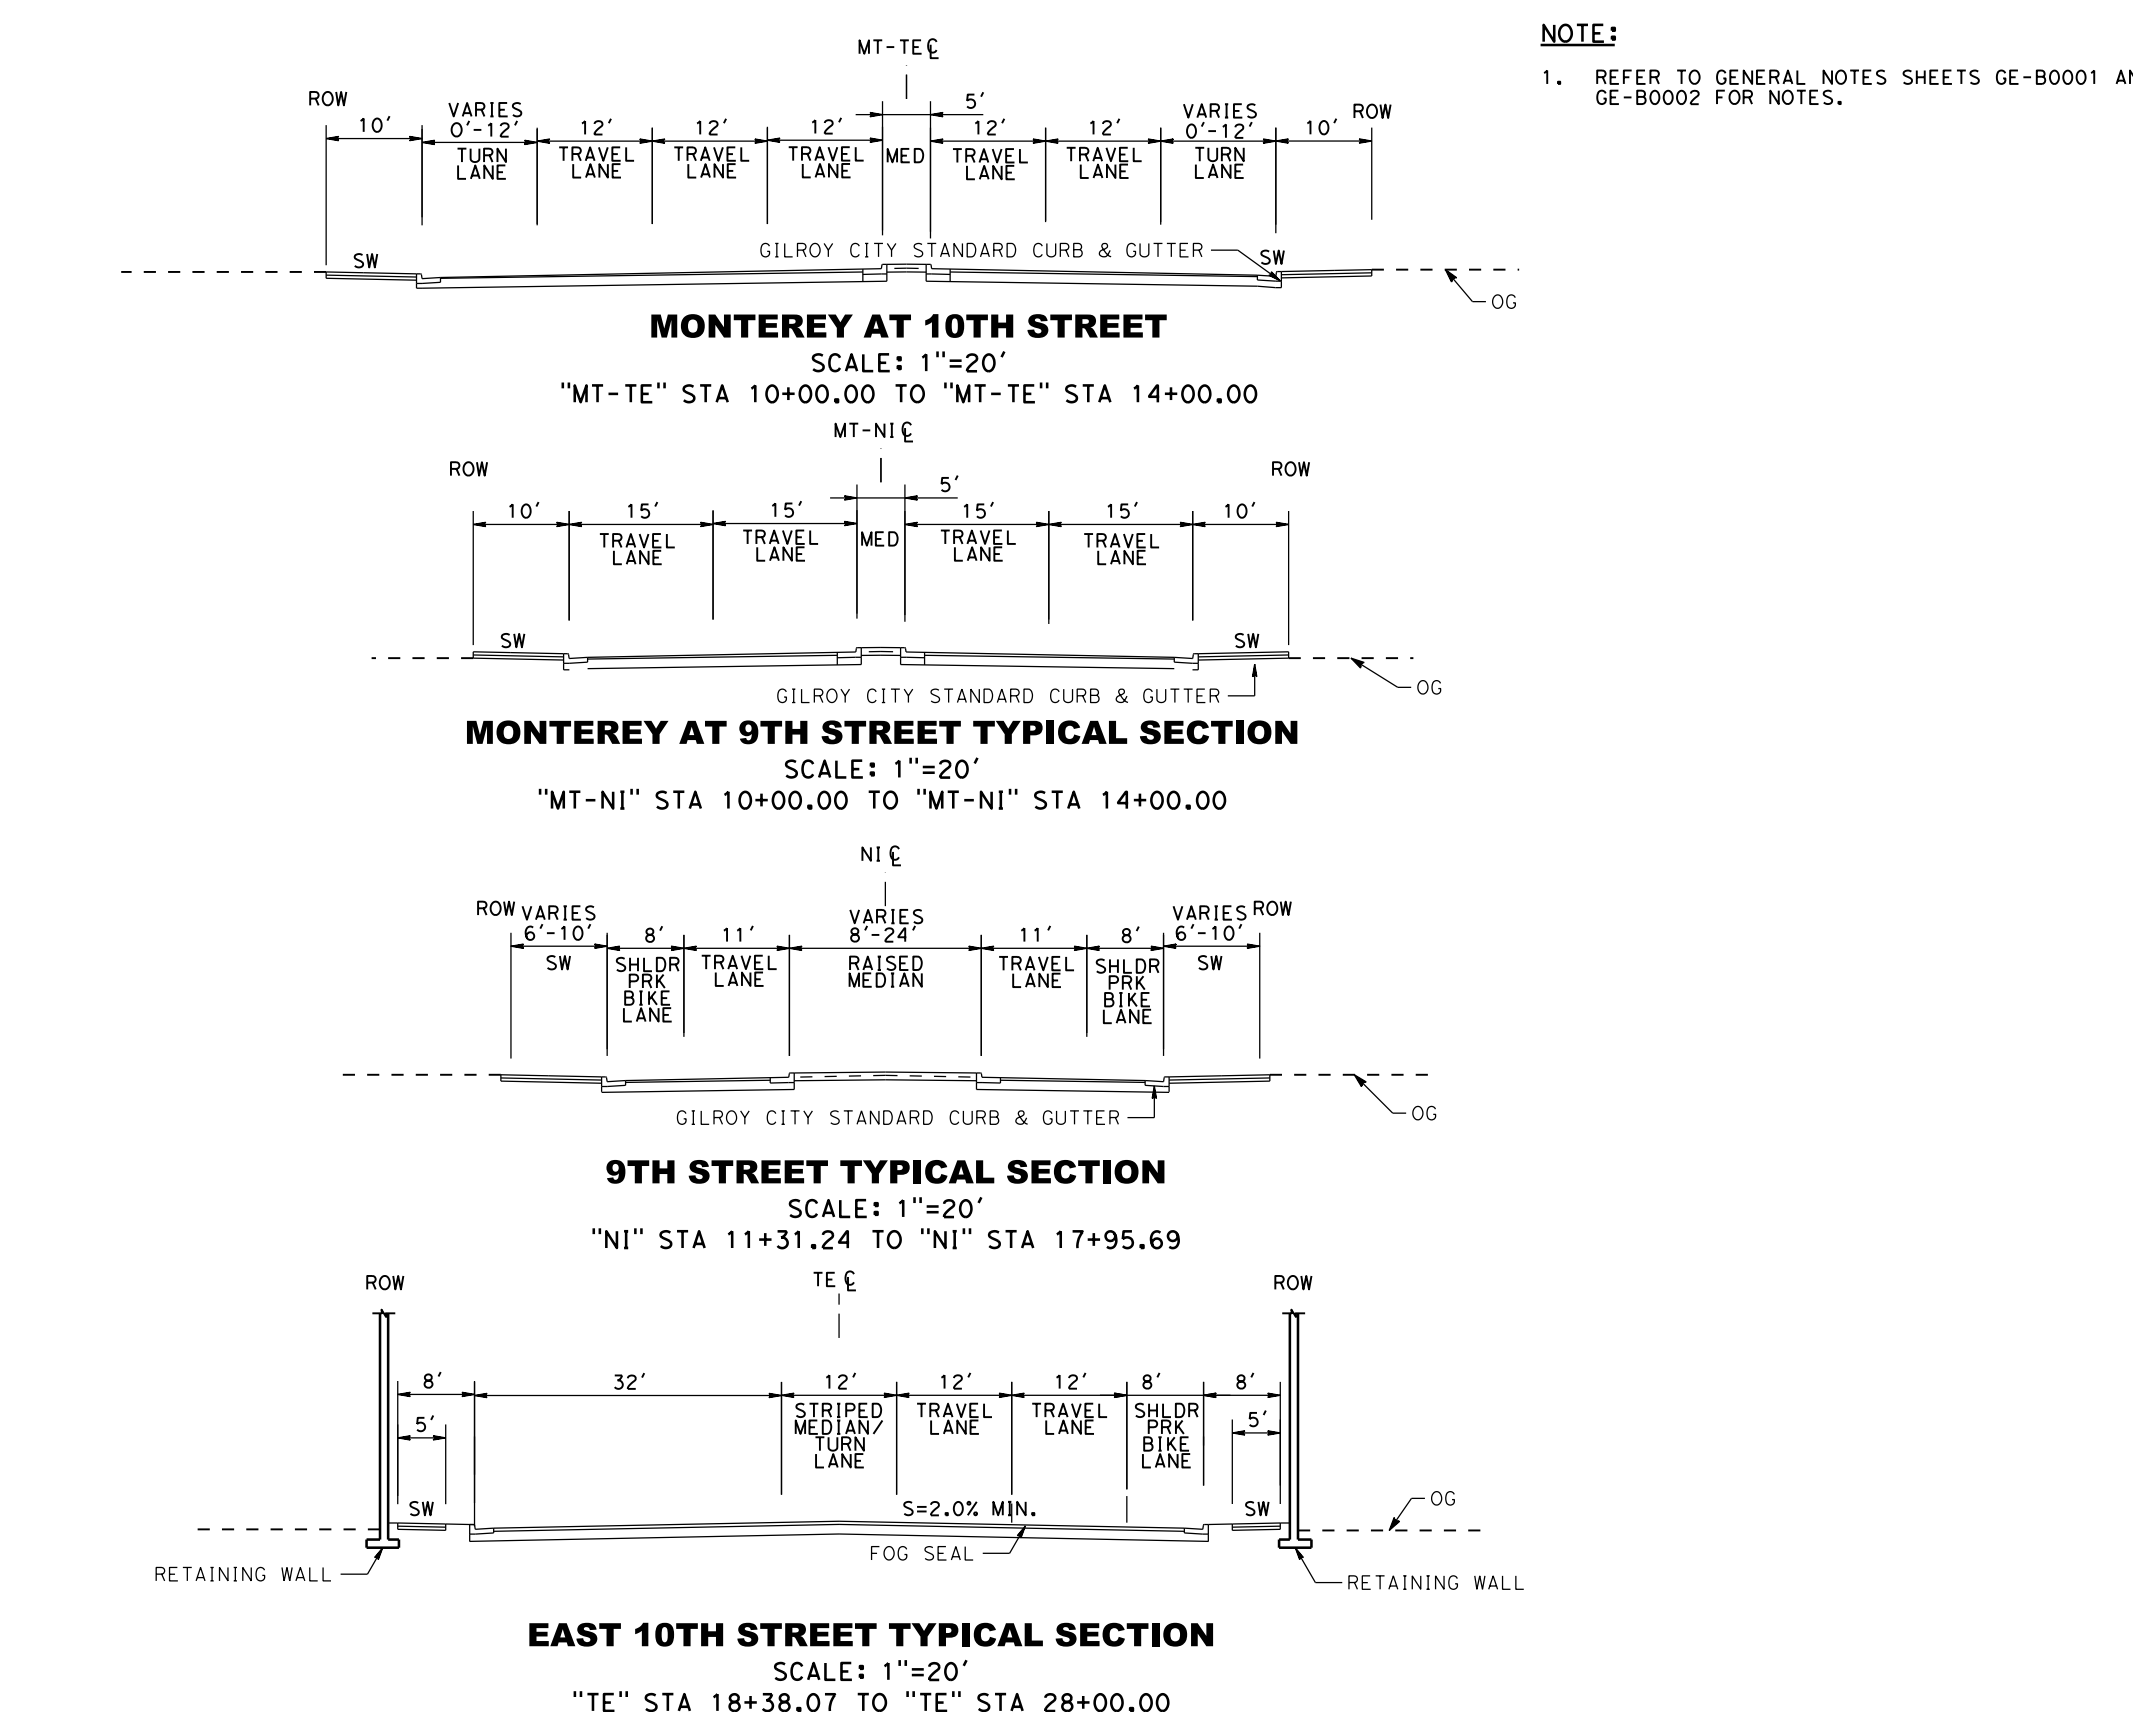 NOTE:
1. REFER TO GENERAL NOTES SHEETS GE-B0001 
GE-B0002 FOR NOTES.
MT-TE ℄
ROW
10'
VARIES
0'-12'
TURN
LANE
12'
TRAVEL
LANE
12'
TRAVEL
LANE
12'
TRAVEL
LANE
5'
MED
12'
TRAVEL
LANE
12'
TRAVEL
LANE
VARIES
0'-12'
TURN
LANE
10'
ROW
GILROY CITY STANDARD CURB & GUTTER
SW
SW
OG
MONTEREY AT 10TH STREET
SCALE: 1"=20'
"MT-TE" STA 10+00.00 TO "MT-TE" STA 14+00.00
MT-NI ℄
ROW
ROW
10'
15'
TRAVEL
LANE
15'
TRAVEL
LANE
5'
MED
15'
TRAVEL
LANE
15'
TRAVEL
LANE
10'
SW
SW
GILROY CITY STANDARD CURB & GUTTER
OG
MONTEREY AT 9TH STREET TYPICAL SECTION
SCALE: 1"=20'
"MT-NI" STA 10+00.00 TO "MT-NI" STA 14+00.00
NI ℄
ROW
VARIES
6'-10'
SW
8'
SHLDR
PRK
BIKE
LANE
11'
TRAVEL
LANE
VARIES
8'-24'
RAISED
MEDIAN
11'
TRAVEL
LANE
8'
SHLDR
PRK
BIKE
LANE
VARIES
6'-10'
SW
ROW
GILROY CITY STANDARD CURB & GUTTER
OG
9TH STREET TYPICAL SECTION
SCALE: 1"=20'
"NI" STA 11+31.24 TO "NI" STA 17+95.69
ROW
TE ℄
ROW
8'
5'
SW
32'
12'
STRIPED
MEDIAN/
TURN
LANE
12'
TRAVEL
LANE
12'
TRAVEL
LANE
8'
SHLDR
PRK
BIKE
LANE
8'
5'
SW
S=2.0% MIN.
OG
FOG SEAL
RETAINING WALL
RETAINING WALL
EAST 10TH STREET TYPICAL SECTION
SCALE: 1"=20'
"TE" STA 18+38.07 TO "TE" STA 28+00.00